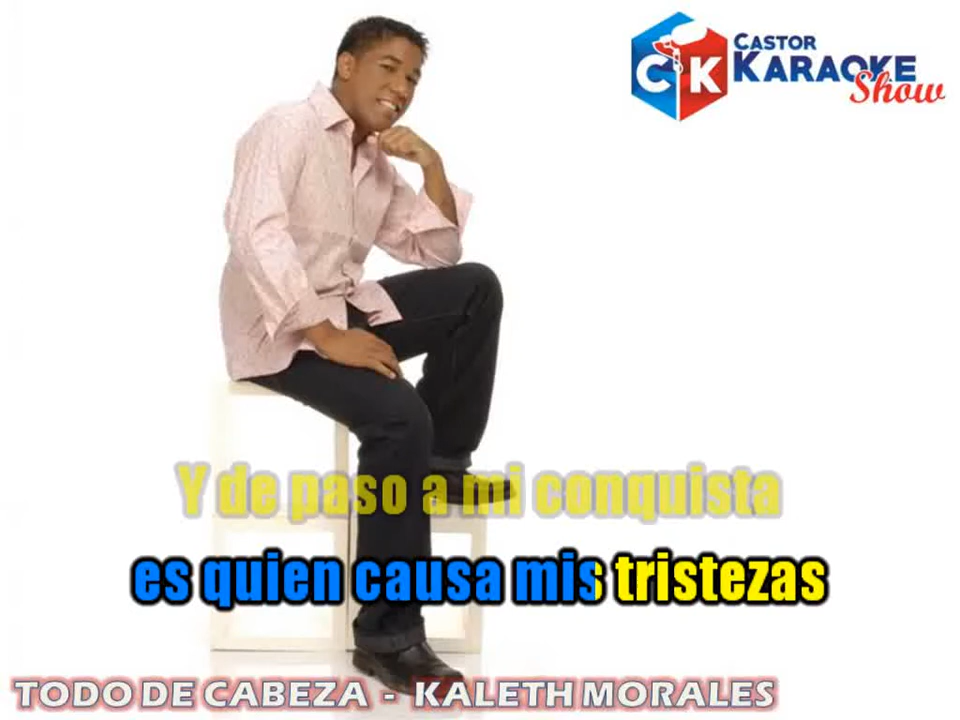 CK
CASTOR
KARAOKE
Show
Y de paso a mi conquista
es quien causa mis tristezas
TODO DE CABEZA - KALETH MORALES